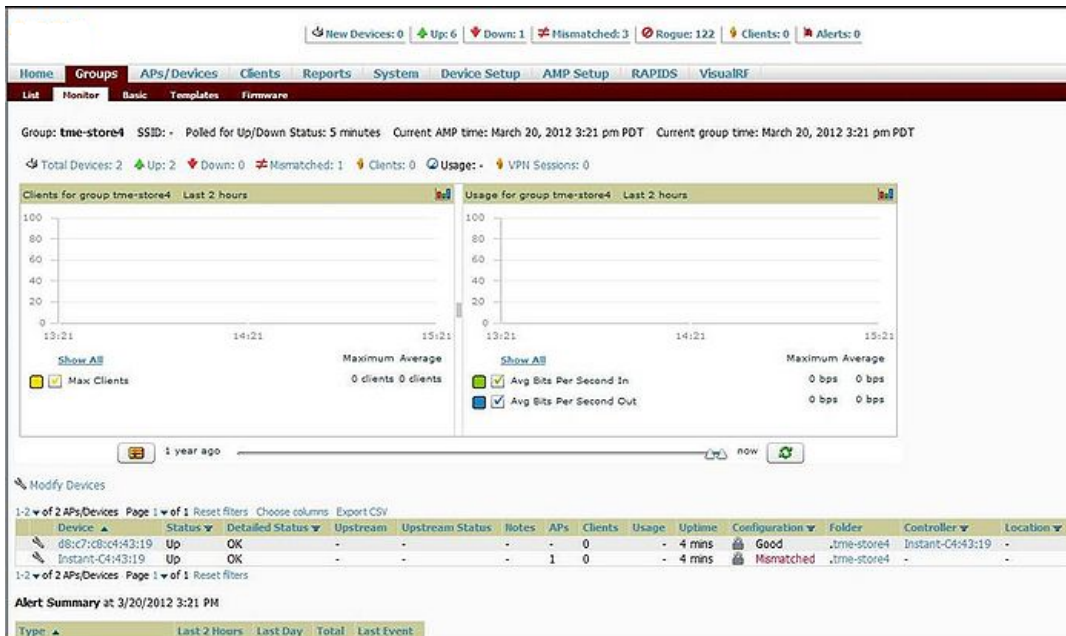 New Devices: 0 Up: 6 Down: 1 Mismatched: 3 Rogue: 122 Clients: 0 Alerts: 0
Home Groups APs/Devices Clients Reports System Device Setup AMP Setup RAPIDS VisualRF
List Monitor Basic Templates Firmware
Group: tme-store4 SSID: - Polled for Up/Down Status: 5 minutes Current AMP time: March 20, 2012 3:21 pm PDT Current group time: March 20, 2012 3:21 pm PDT
Total Devices: 2 Up: 2 Down: 0 Mismatched: 1 Clients: 0 Usage: - VPN Sessions: 0
Clients for group tme-store4 Last 2 hours
100
80
60
40
20
0
13:21 14:21 15:21
Show All Maximum Average
Max Clients 0 clients 0 clients
Usage for group tme-store4 Last 2 hours
100
80
60
40
20
0
13:21 14:21 15:21
Show All Maximum Average
Avg Bits Per Second In 0 bps 0 bps
Avg Bits Per Second Out 0 bps 0 bps
1 year ago now
Modify Devices
1-2 of 2 APs/Devices Page 1 of 1 Reset filters Choose columns Export CSV
Device Status Detailed Status Upstream Upstream Status Notes APs Clients Usage Uptime Configuration Folder Controller Location
d8:c7:c8:c4:43:19 Up OK - - - - 0 - 4 mins Good .tme-store4 Instant-C4:43:19 -
Instant-C4:43:19 Up OK - - - 1 0 - 4 mins Mismatched .tme-store4 - -
1-2 of 2 APs/Devices Page 1 of 1 Reset filters
Alert Summary at 3/20/2012 3:21 PM
Type Last 2 Hours Last Day Total Last Event